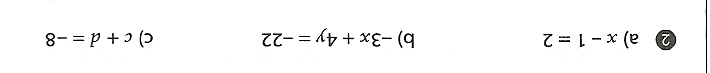 2 a) x − 1 = 2 b) −3x + 4y = −22 c) c + d = −8